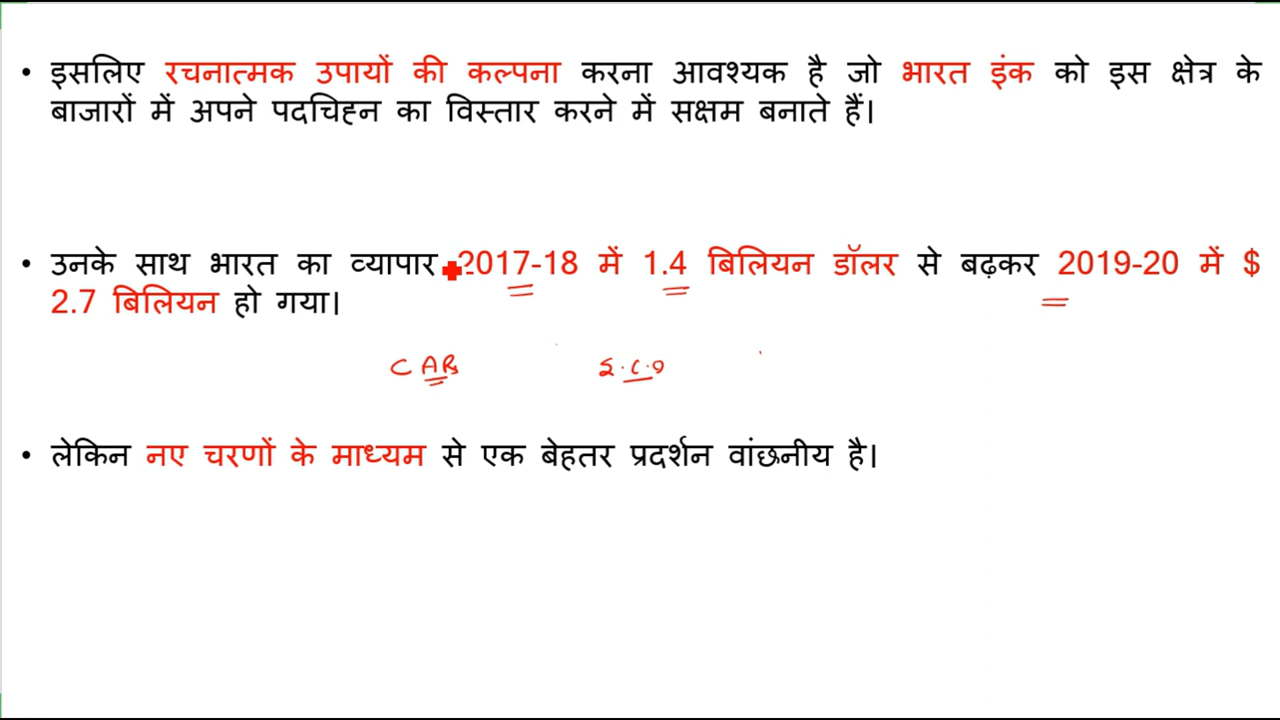 • इसलिए रचनात्मक उपायों की कल्पना करना आवश्यक है जो भारत इंक को इस क्षेत्र के
बाजारों में अपने पदचिह्न का विस्तार करने में सक्षम बनाते हैं।
• उनके साथ भारत का व्यापार 2017-18 में 1.4 बिलियन डॉलर से बढ़कर 2019-20 में $
2.7 बिलियन हो गया।
CARs S.C.O
• लेकिन नए चरणों के माध्यम से एक बेहतर प्रदर्शन वांछनीय है।